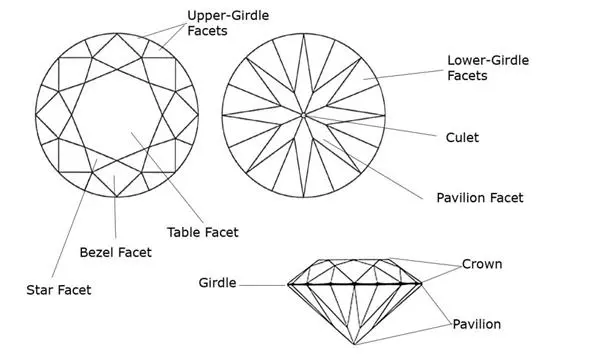 Upper-Girdle
Facets
Lower-Girdle
Facets
Culet
Pavilion Facet
Table Facet
Bezel Facet
Star Facet
Crown
Girdle
Pavilion